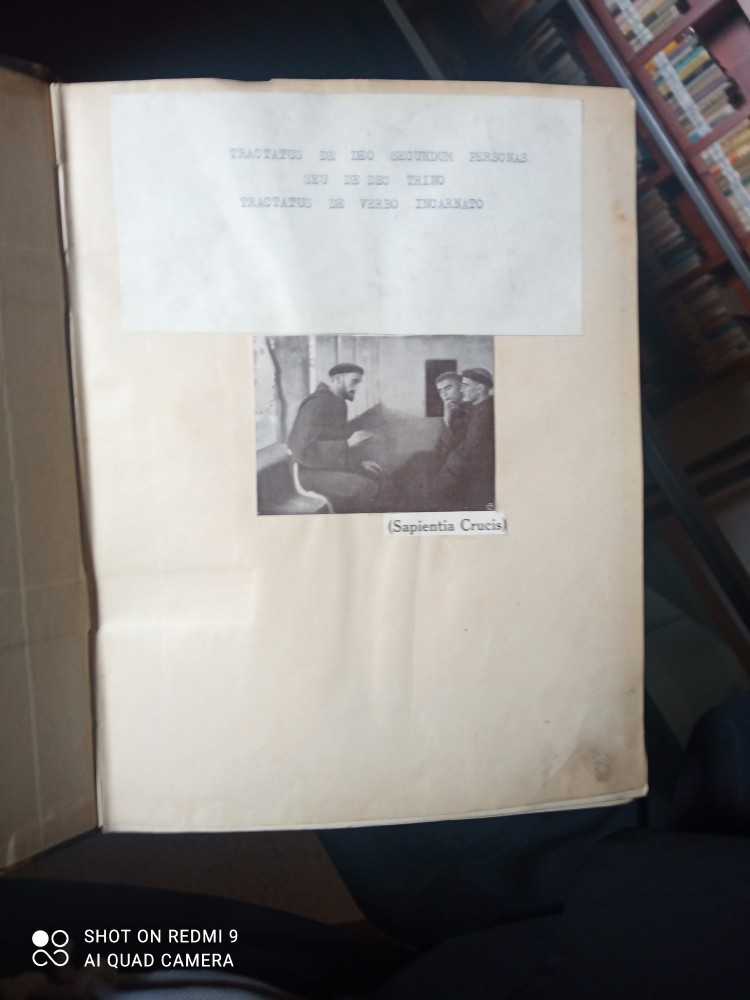 TRACTATUS DE DEO SECUNDUM PERSONAS
SEU DE DEO TRINO
TRACTATUS DE VERBO INCARNATO
(Sapientia Crucis)
SHOT ON REDMI 9
AI QUAD CAMERA